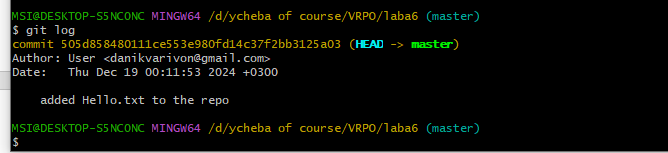 MSI@DESKTOP-S5NC0NC MINGW64 /d/ycheba of course/VRPO/laba6 (master)
$ git log
commit 505d858480111ce553e980fd14c37f2bb3125a03 (HEAD -> master)
Author: User <danikvarivon@gmail.com>
Date:   Thu Dec 19 00:11:53 2024 +0300
    added Hello.txt to the repo
MSI@DESKTOP-S5NC0NC MINGW64 /d/ycheba of course/VRPO/laba6 (master)
$